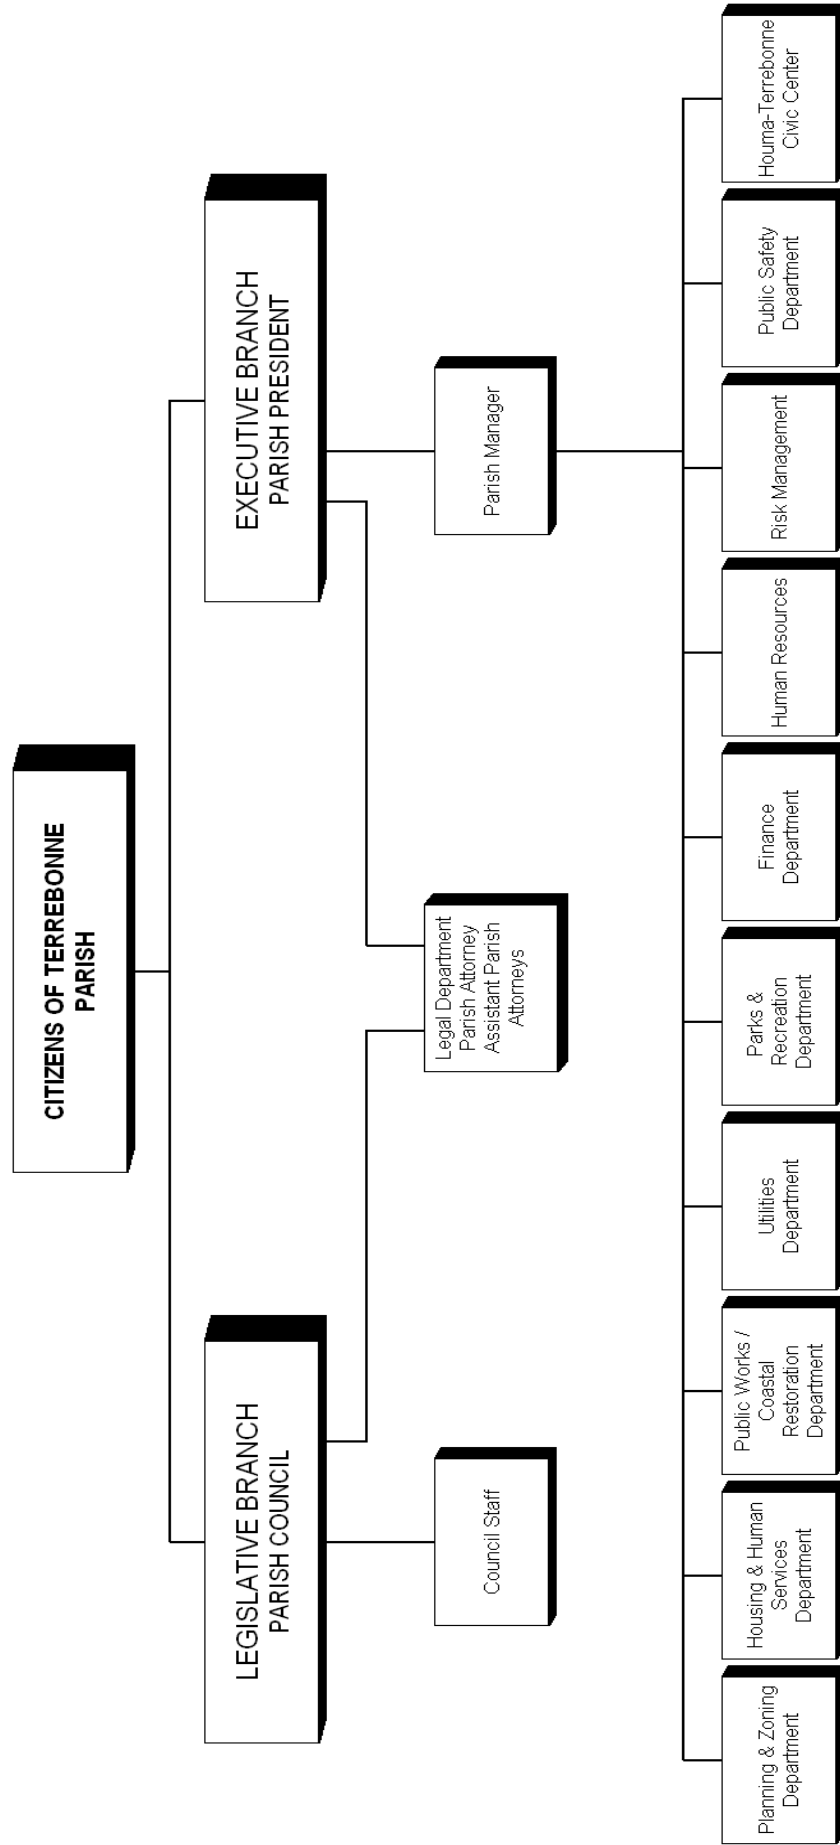 CITIZENS OF TERREBONNE
PARISH
LEGISLATIVE BRANCH
PARISH COUNCIL
EXECUTIVE BRANCH
PARISH PRESIDENT
Council Staff
Legal Department
Parish Attorney
Assistant Parish
Attorneys
Parish Manager
Planning & Zoning
Department
Housing & Human
Services
Department
Public Works /
Coastal
Restoration
Department
Utilities
Department
Parks &
Recreation
Department
Finance
Department
Human Resources
Risk Management
Public Safety
Department
Houma-Terrebonne
Civic Center